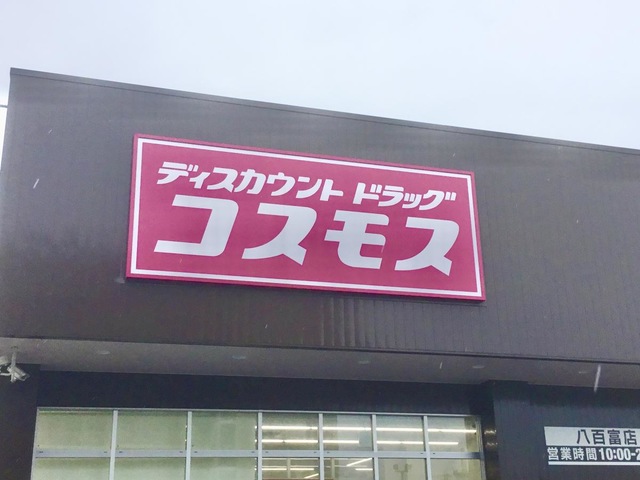 ディスカウント ドラッグ
コスモス
八百富店
営業時間10:00-2